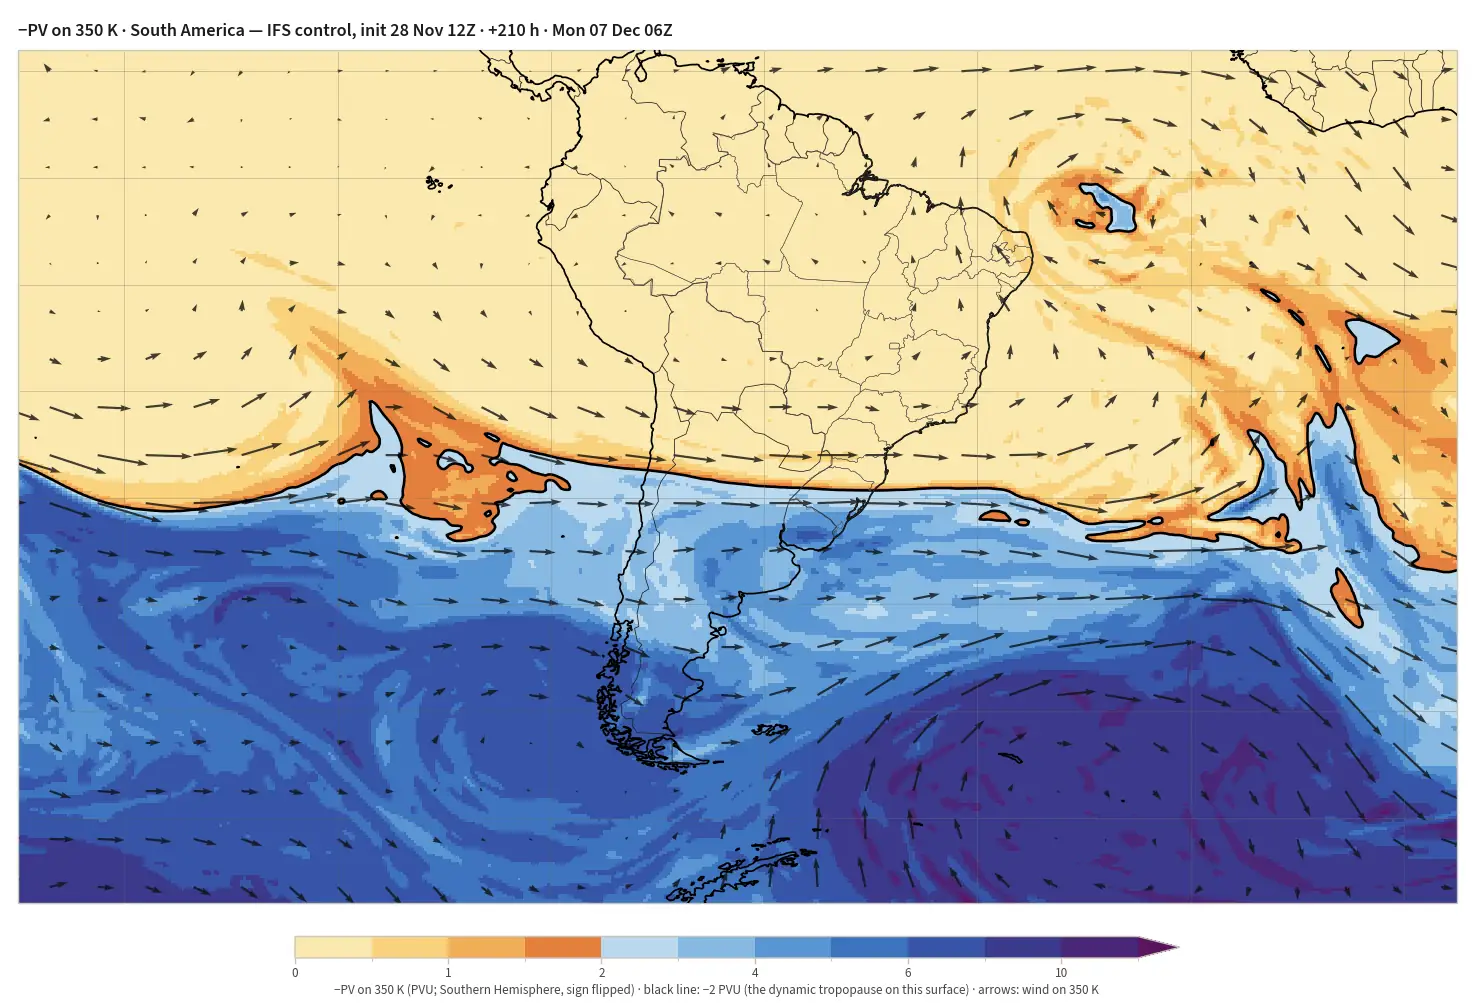 −PV on 350 K · South America — IFS control, init 28 Nov 12Z · +210 h · Mon 07 Dec 06Z
0 1 2 4 6 10
−PV on 350 K (PVU; Southern Hemisphere, sign flipped) · black line: −2 PVU (the dynamic tropopause on this surface) · arrows: wind on 350 K